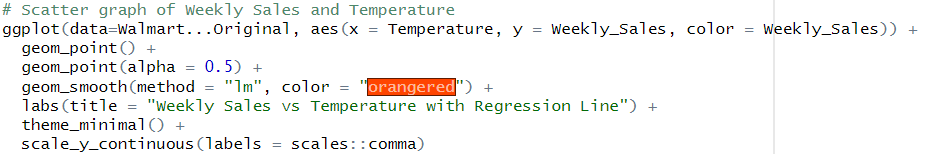 # Scatter graph of Weekly Sales and Temperature
ggplot(data=Walmart...Original, aes(x = Temperature, y = Weekly_Sales, color = Weekly_Sales)) +
  geom_point() +
  geom_point(alpha = 0.5) +
  geom_smooth(method = "lm", color = "orangered") +
  labs(title = "Weekly Sales vs Temperature with Regression Line") +
  theme_minimal() +
  scale_y_continuous(labels = scales::comma)